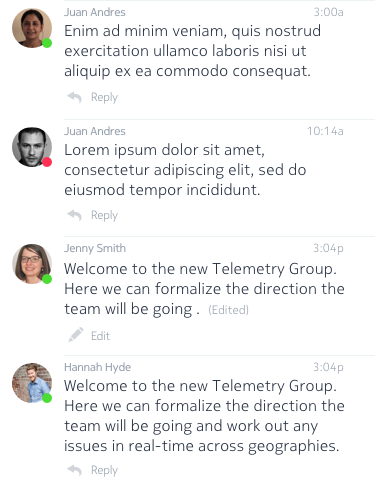 Juan Andres 3:00a
Enim ad minim veniam, quis nostrud
exercitation ullamco laboris nisi ut
aliquip ex ea commodo consequat.
Reply
Juan Andres 10:14a
Lorem ipsum dolor sit amet,
consectetur adipiscing elit, sed do
eiusmod tempor incididunt.
Reply
Jenny Smith 3:04p
Welcome to the new Telemetry Group.
Here we can formalize the direction the
team will be going . (Edited)
Edit
Hannah Hyde 3:04p
Welcome to the new Telemetry Group.
Here we can formalize the direction the
team will be going and work out any
issues in real-time across geographies.
Reply